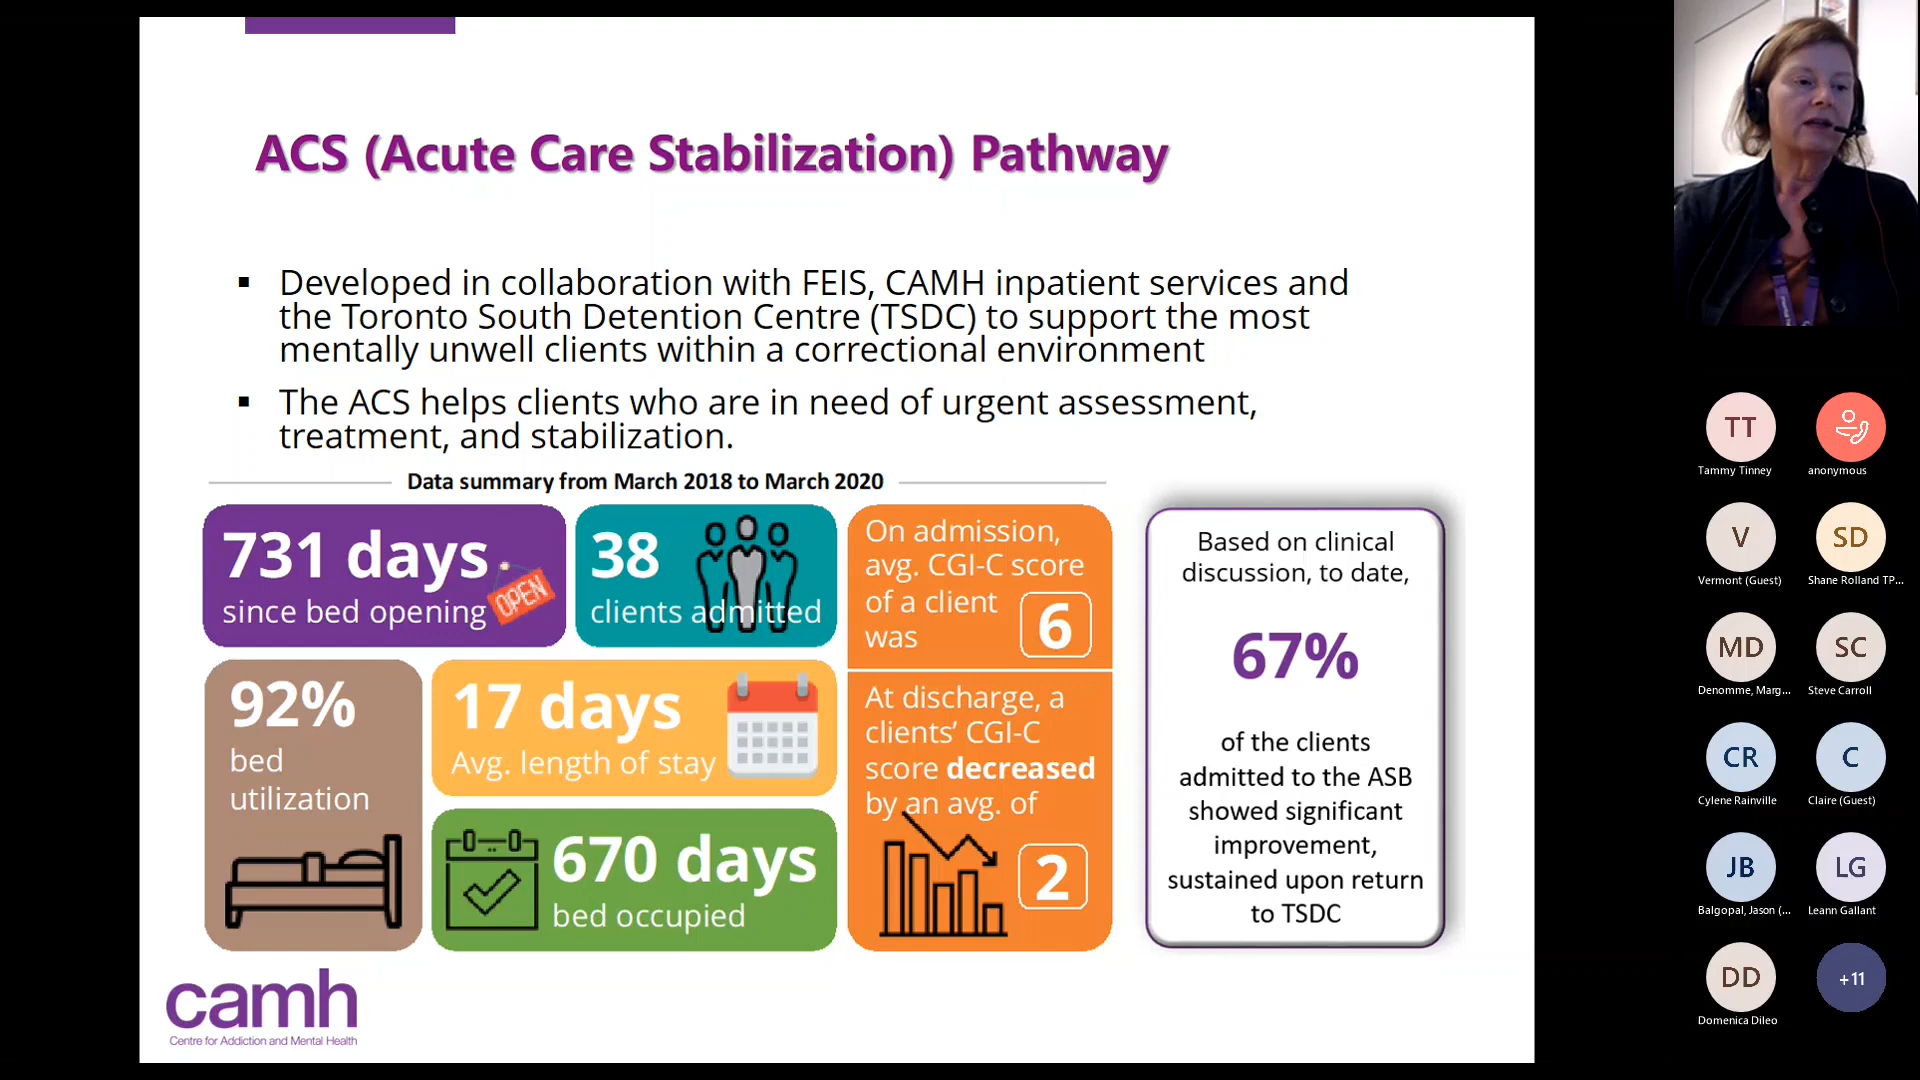 ACS (Acute Care Stabilization) Pathway
▪ Developed in collaboration with FEIS, CAMH inpatient services and
the Toronto South Detention Centre (TSDC) to support the most
mentally unwell clients within a correctional environment
▪ The ACS helps clients who are in need of urgent assessment,
treatment, and stabilization.
Data summary from March 2018 to March 2020
731 days
since bed opening
OPEN
38
clients admitted
92%
bed
utilization
17 days
Avg. length of stay
670 days
bed occupied
On admission,
avg. CGI-C score
of a client
was
6
At discharge, a
clients’ CGI-C
score decreased
by an avg. of
2
Based on clinical
discussion, to date,
67%
of the clients
admitted to the ASB
showed significant
improvement,
sustained upon return
to TSDC
camh
Centre for Addiction and Mental Health
TT
Tammy Tinney
anonymous
V
Vermont (Guest)
SD
Shane Rolland TP...
MD
Denomme, Marg...
SC
Steve Carroll
CR
Cylene Rainville
C
Claire (Guest)
JB
Balgopal, Jason (...
LG
Leann Gallant
DD
Domenica Dileo
+11